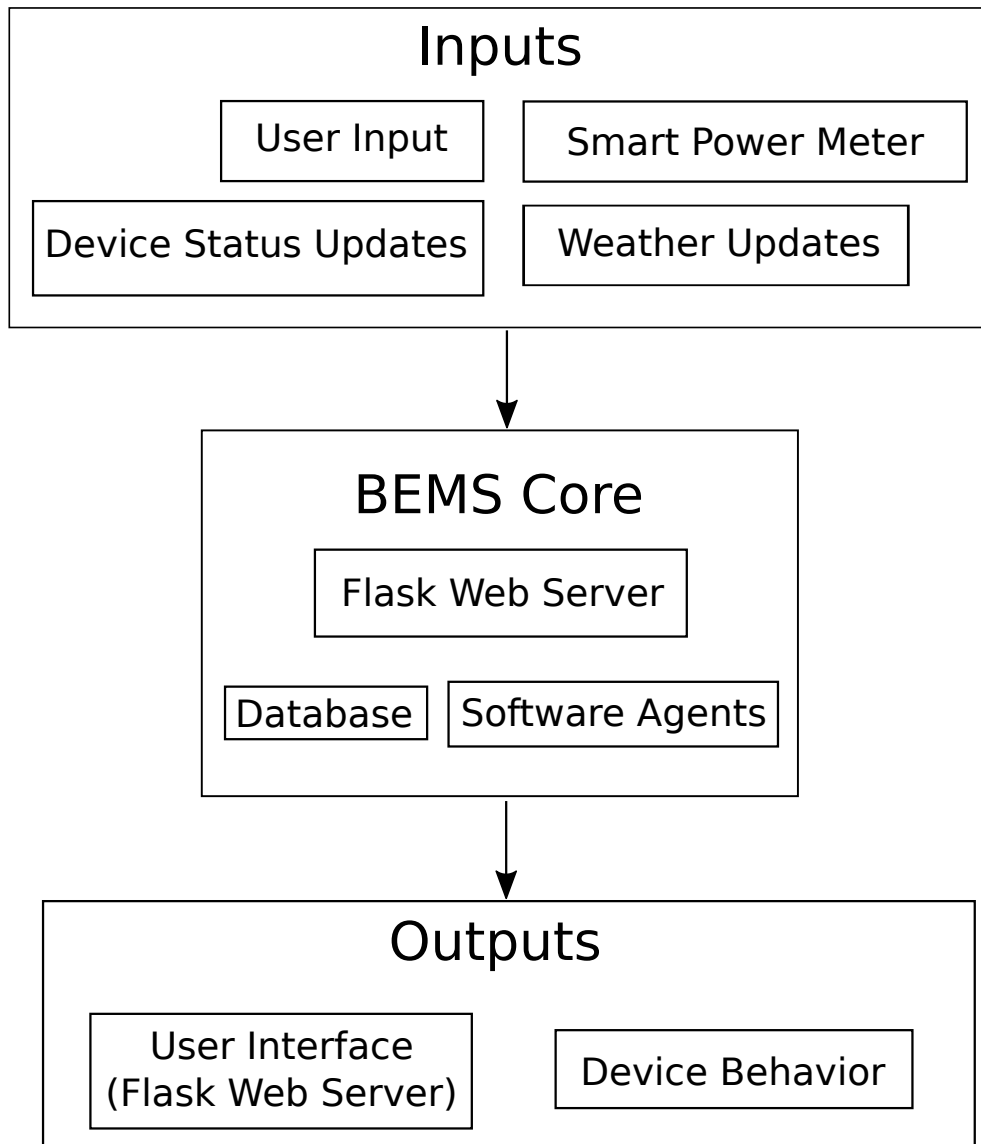 Inputs
User Input
Smart Power Meter
Device Status Updates
Weather Updates
BEMS Core
Flask Web Server
Database
Software Agents
Outputs
User Interface
(Flask Web Server)
Device Behavior